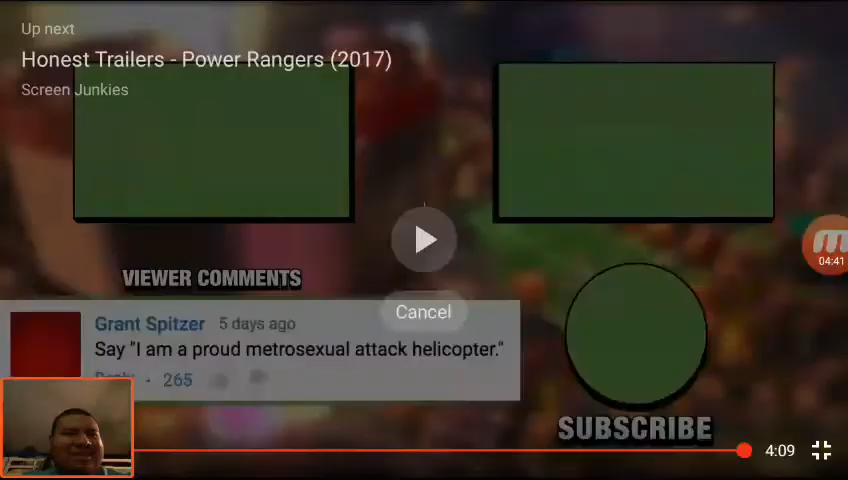 Up next
Honest Trailers - Power Rangers (2017)
Screen Junkies
04:41
VIEWER COMMENTS
Cancel
Grant Spitzer 5 days ago
Say "I am a proud metrosexual attack helicopter."
Reply · 265
SUBSCRIBE
4:09